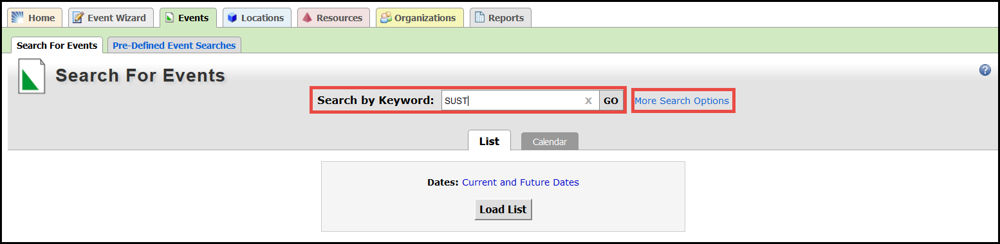 Home Event Wizard Events Locations Resources Organizations Reports
Search For Events Pre-Defined Event Searches
Search For Events ?
Search by Keyword: SUST x GO More Search Options
List Calendar
Dates: Current and Future Dates
Load List